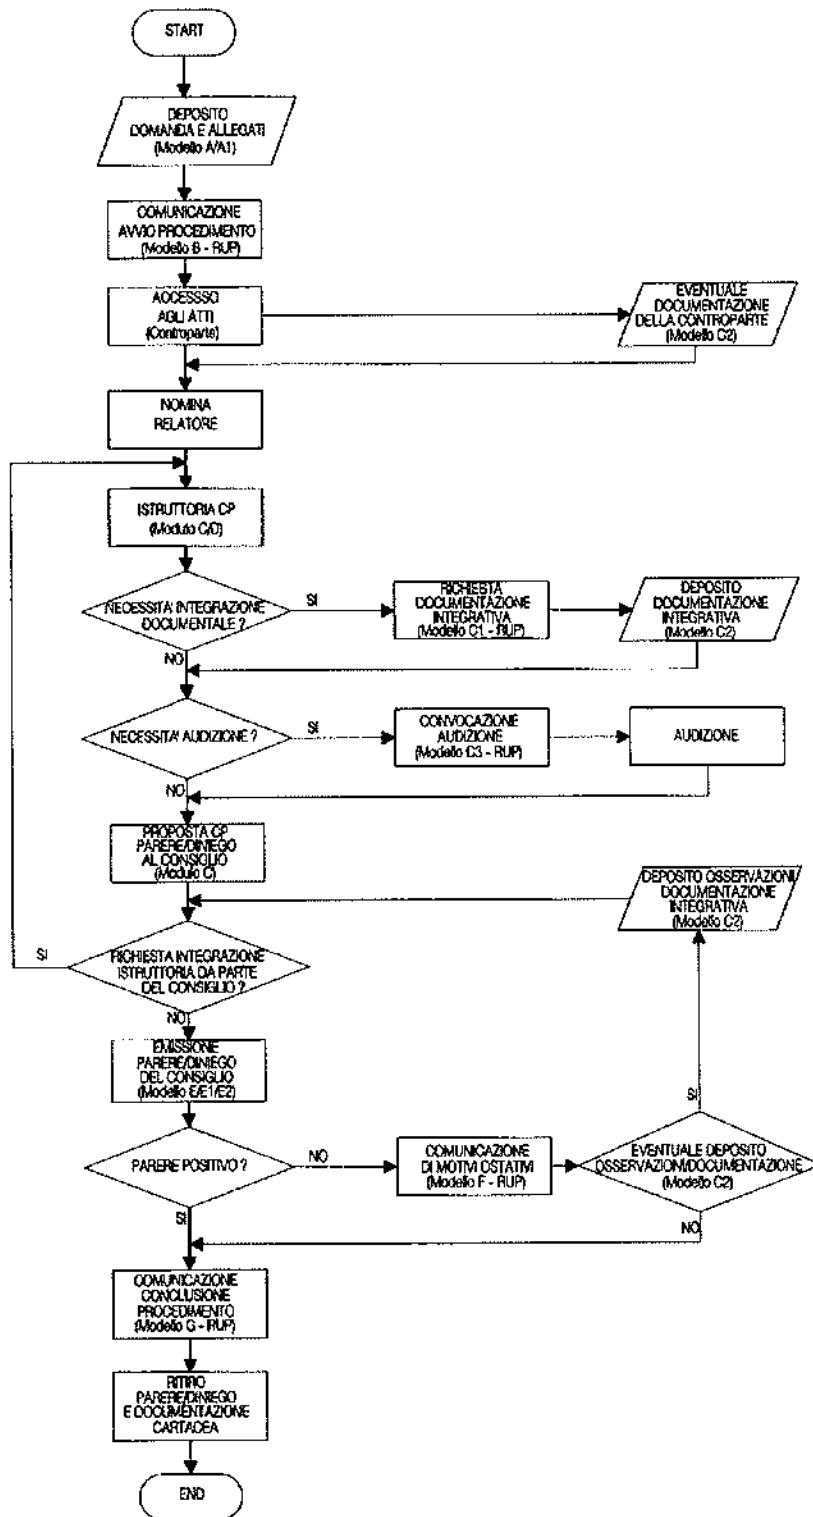 START
DEPOSITO
DOMANDA E ALLEGATI
(Modello A/A1)
COMUNICAZIONE
AVVIO PROCEDIMENTO
(Modello B - RUP)
ACCESSSO
AGLI ATTI
(Controparte)
EVENTUALE
DOCUMENTAZIONE
DELLA CONTROPARTE
(Modello C2)
NOMINA
RELATORE
ISTRUTTORIA CP
(Modulo C/D)
NECESSITA' INTEGRAZIONE
DOCUMENTALE ?
SI
RICHIESTA
DOCUMENTAZIONE
INTEGRATIVA
(Modello C1 - RUP)
DEPOSITO
DOCUMENTAZIONE
INTEGRATIVA
(Modello C2)
NO
NECESSITA' AUDIZIONE ?
SI
CONVOCAZIONE
AUDIZIONE
(Modello C3 - RUP)
AUDIZIONE
NO
PROPOSTA CP
PARERE/DINIEGO
AL CONSIGLIO
(Modulo C)
DEPOSITO OSSERVAZIONI/
DOCUMENTAZIONE
INTEGRATIVA
(Modello C2)
SI
RICHIESTA INTEGRAZIONE
ISTRUTTORIA DA PARTE
DEL CONSIGLIO ?
NO
EMISSIONE
PARERE/DINIEGO
DEL CONSIGLIO
(Modello E/E1/E2)
SI
PARERE POSITIVO ?
NO
COMUNICAZIONE
DI MOTIVI OSTATIVI
(Modello F - RUP)
EVENTUALE DEPOSITO
OSSERVAZIONI/DOCUMENTAZIONE
(Modello C2)
SI
NO
COMUNICAZIONE
CONCLUSIONE
PROCEDIMENTO
(Modello G - RUP)
RITIRO
PARERE/DINIEGO
E DOCUMENTAZIONE
CARTACEA
END